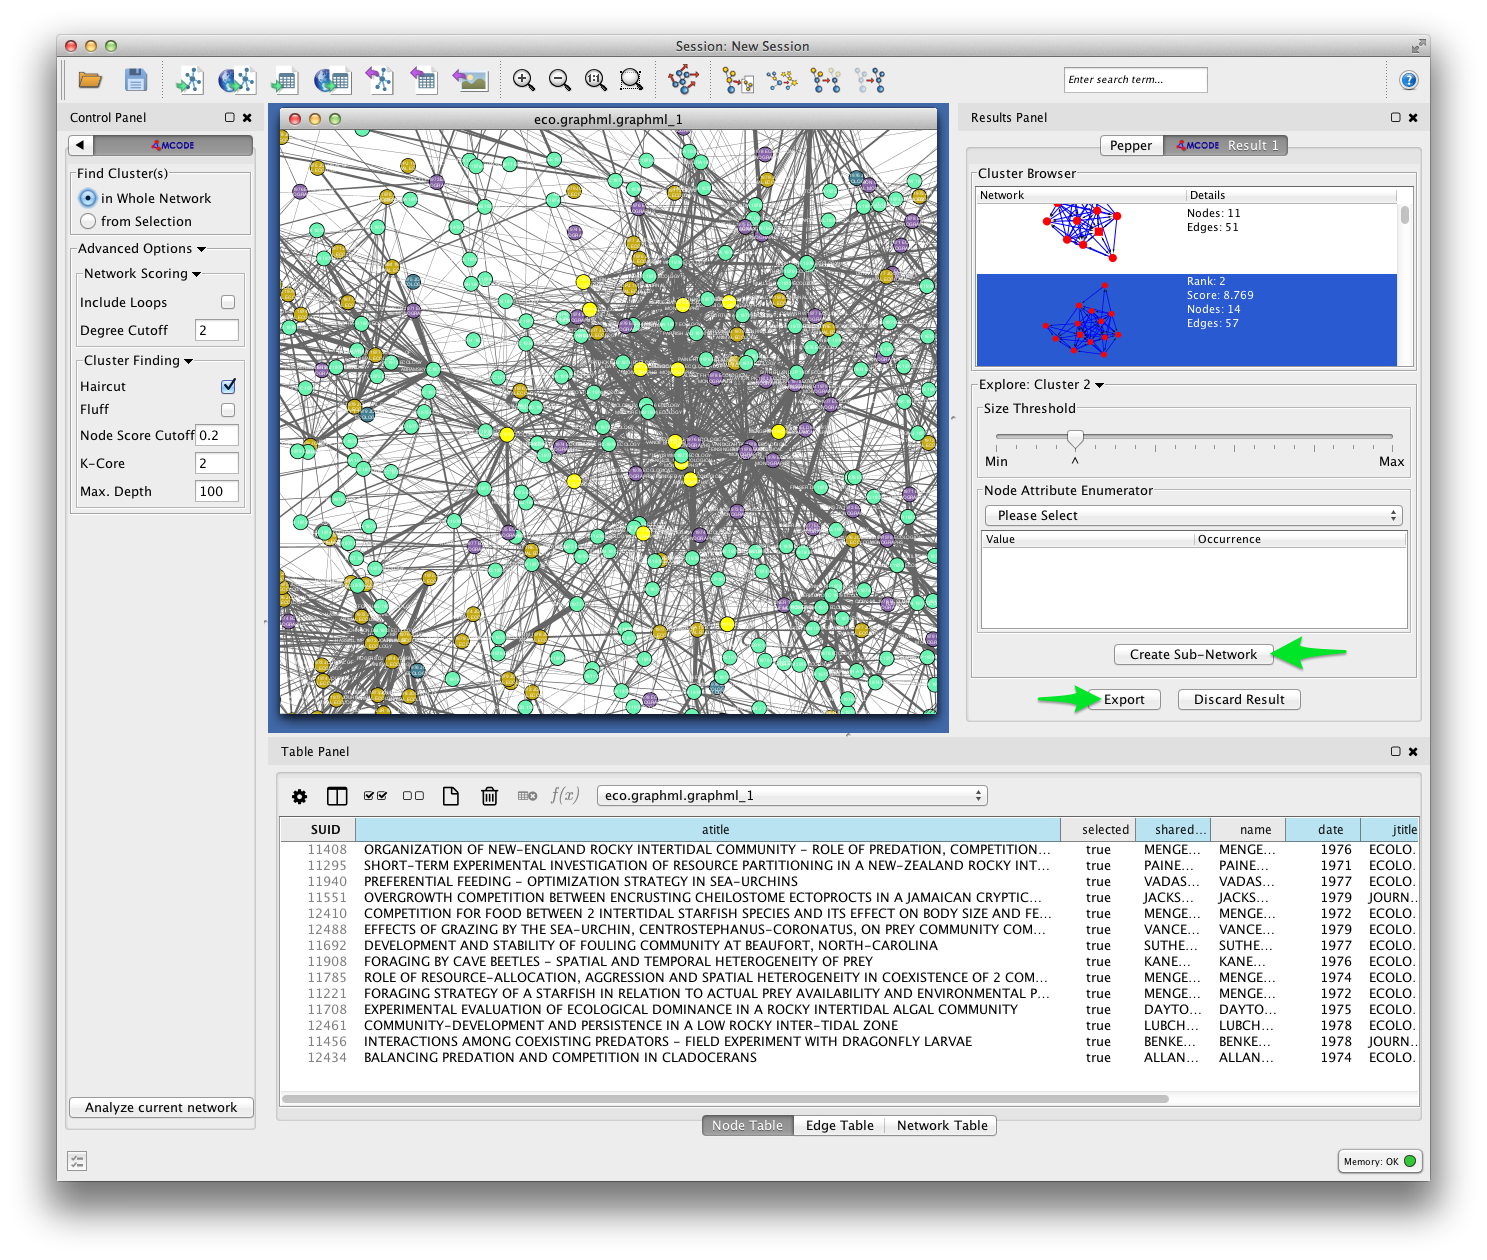 Session: New Session
Enter search term...
?
Control Panel
MCODE
Find Cluster(s)
in Whole Network
from Selection
Advanced Options
Network Scoring
Include Loops
Degree Cutoff 2
Cluster Finding
Haircut
Fluff
Node Score Cutoff 0.2
K-Core 2
Max. Depth 100
Analyze current network
eco.graphml.graphml_1
Results Panel
Pepper MCODE Result 1
Cluster Browser
Network Details
Nodes: 11
Edges: 51
Rank: 2
Score: 8.769
Nodes: 14
Edges: 57
Explore: Cluster 2
Size Threshold
Min ^ Max
Node Attribute Enumerator
Please Select
Value Occurrence
Create Sub-Network
Export Discard Result
Table Panel
f(x) eco.graphml.graphml_1
SUID atitle selected shared... name date jtitle
11408 ORGANIZATION OF NEW-ENGLAND ROCKY INTERTIDAL COMMUNITY - ROLE OF PREDATION, COMPETITION... true MENGE... MENGE... 1976 ECOLO.
11295 SHORT-TERM EXPERIMENTAL INVESTIGATION OF RESOURCE PARTITIONING IN A NEW-ZEALAND ROCKY INT... true PAINE... PAINE... 1971 ECOLO.
11940 PREFERENTIAL FEEDING - OPTIMIZATION STRATEGY IN SEA-URCHINS true VADAS... VADAS... 1977 ECOLO.
11551 OVERGROWTH COMPETITION BETWEEN ENCRUSTING CHEILOSTOME ECTOPROCTS IN A JAMAICAN CRYPTIC... true JACKS... JACKS... 1979 JOURN..
12410 COMPETITION FOR FOOD BETWEEN 2 INTERTIDAL STARFISH SPECIES AND ITS EFFECT ON BODY SIZE AND FE... true MENGE... MENGE... 1972 ECOLO.
12488 EFFECTS OF GRAZING BY THE SEA-URCHIN, CENTROSTEPHANUS-CORONATUS, ON PREY COMMUNITY COM... true VANCE... VANCE... 1979 ECOLO.
11692 DEVELOPMENT AND STABILITY OF FOULING COMMUNITY AT BEAUFORT, NORTH-CAROLINA true SUTHE... SUTHE... 1977 ECOLO.
11908 FORAGING BY CAVE BEETLES - SPATIAL AND TEMPORAL HETEROGENEITY OF PREY true KANE... KANE... 1976 ECOLO.
11785 ROLE OF RESOURCE-ALLOCATION, AGGRESSION AND SPATIAL HETEROGENEITY IN COEXISTENCE OF 2 COM... true MENGE... MENGE... 1974 ECOLO.
11221 FORAGING STRATEGY OF A STARFISH IN RELATION TO ACTUAL PREY AVAILABILITY AND ENVIRONMENTAL P... true MENGE... MENGE... 1972 ECOLO.
11708 EXPERIMENTAL EVALUATION OF ECOLOGICAL DOMINANCE IN A ROCKY INTERTIDAL ALGAL COMMUNITY true DAYTO... DAYTO... 1975 ECOLO.
12461 COMMUNITY-DEVELOPMENT AND PERSISTENCE IN A LOW ROCKY INTER-TIDAL ZONE true LUBCH... LUBCH... 1978 ECOLO.
11456 INTERACTIONS AMONG COEXISTING PREDATORS - FIELD EXPERIMENT WITH DRAGONFLY LARVAE true BENKE... BENKE... 1978 JOURN..
12434 BALANCING PREDATION AND COMPETITION IN CLADOCERANS true ALLAN... ALLAN... 1974 ECOLO.
Node Table Edge Table Network Table
Memory: OK